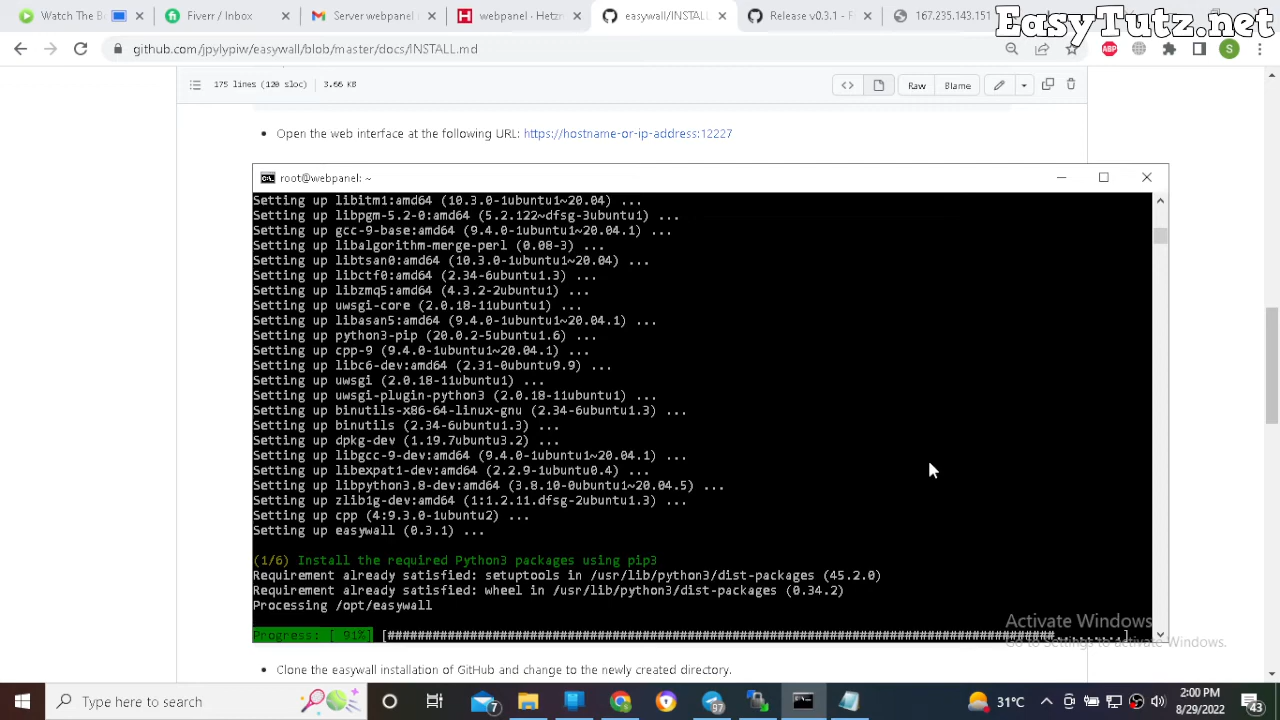 Watch The B
Fiverr / Inbox
Serverwebpanel
webpanel - Hetz
easywall/INSTALL
Release v0.3.1 · F
167.235.143.151
EasyTutz.net
github.com/jpylypiw/easywall/blob/master/docs/INSTALL.md
ABP
S
175 lines (120 sloc) 3.66 KB
<> Raw Blame
Open the web interface at the following URL: https://hostname-or-ip-address:12227
root@webpanel: ~
Setting up libitm1:amd64 (10.3.0-1ubuntu1~20.04) ...
Setting up libpgm-5.2-0:amd64 (5.2.122~dfsg-3ubuntu1) ...
Setting up gcc-9-base:amd64 (9.4.0-1ubuntu1~20.04.1) ...
Setting up libalgorithm-merge-perl (0.08-3) ...
Setting up libtsan0:amd64 (10.3.0-1ubuntu1~20.04) ...
Setting up libctf0:amd64 (2.34-6ubuntu1.3) ...
Setting up libzmq5:amd64 (4.3.2-2ubuntu1) ...
Setting up uwsgi-core (2.0.18-11ubuntu1) ...
Setting up libasan5:amd64 (9.4.0-1ubuntu1~20.04.1) ...
Setting up python3-pip (20.0.2-5ubuntu1.6) ...
Setting up cpp-9 (9.4.0-1ubuntu1~20.04.1) ...
Setting up libc6-dev:amd64 (2.31-0ubuntu9.9) ...
Setting up uwsgi (2.0.18-11ubuntu1) ...
Setting up uwsgi-plugin-python3 (2.0.18-11ubuntu1) ...
Setting up binutils-x86-64-linux-gnu (2.34-6ubuntu1.3) ...
Setting up binutils (2.34-6ubuntu1.3) ...
Setting up dpkg-dev (1.19.7ubuntu3.2) ...
Setting up libgcc-9-dev:amd64 (9.4.0-1ubuntu1~20.04.1) ...
Setting up libexpat1-dev:amd64 (2.2.9-1ubuntu0.4) ...
Setting up libpython3.8-dev:amd64 (3.8.10-0ubuntu1~20.04.5) ...
Setting up zlib1g-dev:amd64 (1:1.2.11.dfsg-2ubuntu1.3) ...
Setting up cpp (4:9.3.0-1ubuntu2) ...
Setting up easywall (0.3.1) ...
(1/6) Install the required Python3 packages using pip3
Requirement already satisfied: setuptools in /usr/lib/python3/dist-packages (45.2.0)
Requirement already satisfied: wheel in /usr/lib/python3/dist-packages (0.34.2)
Processing /opt/easywall
Activate Windows
Progress: [ 91%] [#########################################################################################.........]
Go to Settings to activate Windows.
Clone the easywall installation of GitHub and change to the newly created directory.
Type here to search
7
97
31°C
2:00 PM
8/29/2022
43